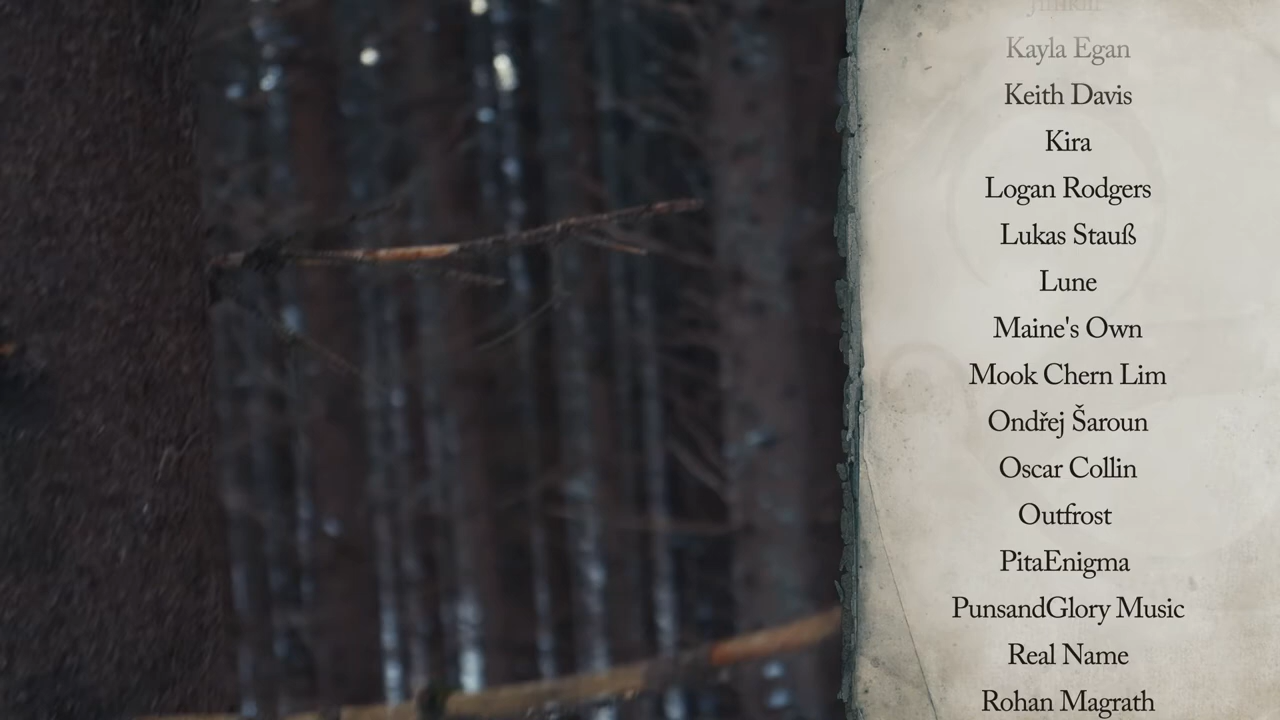 Kayla Egan
Keith Davis
Kira
Logan Rodgers
Lukas Stauß
Lune
Maine's Own
Mook Chern Lim
Ondřej Šaroun
Oscar Collin
Outfrost
PitaEnigma
PunsandGlory Music
Real Name
Rohan Magrath